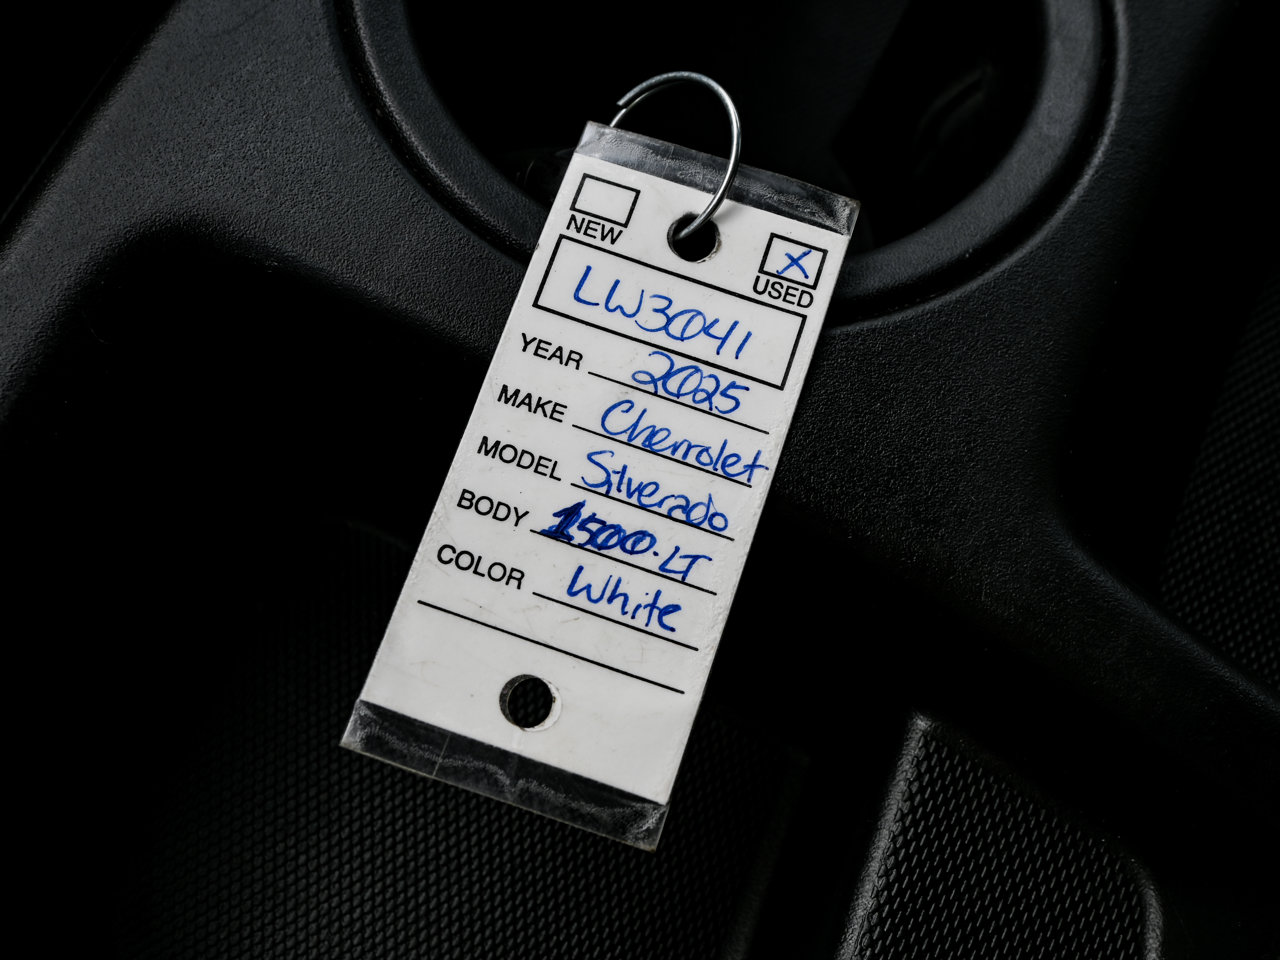 NEW
X
USED
LW3041
YEAR 2025
MAKE Chevrolet
MODEL Silverado
BODY 1500.LT
COLOR White